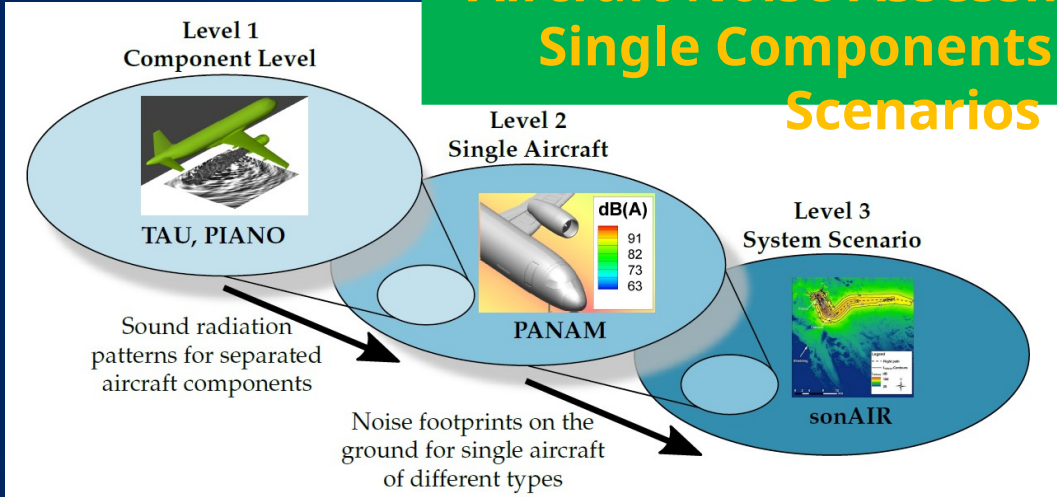 Single Components
Scenarios
Level 1
Component Level
TAU, PIANO
Level 2
Single Aircraft
dB(A)
91
82
73
63
PANAM
Level 3
System Scenario
sonAIR
Sound radiation
patterns for separated
aircraft components
Noise footprints on the
ground for single aircraft
of different types